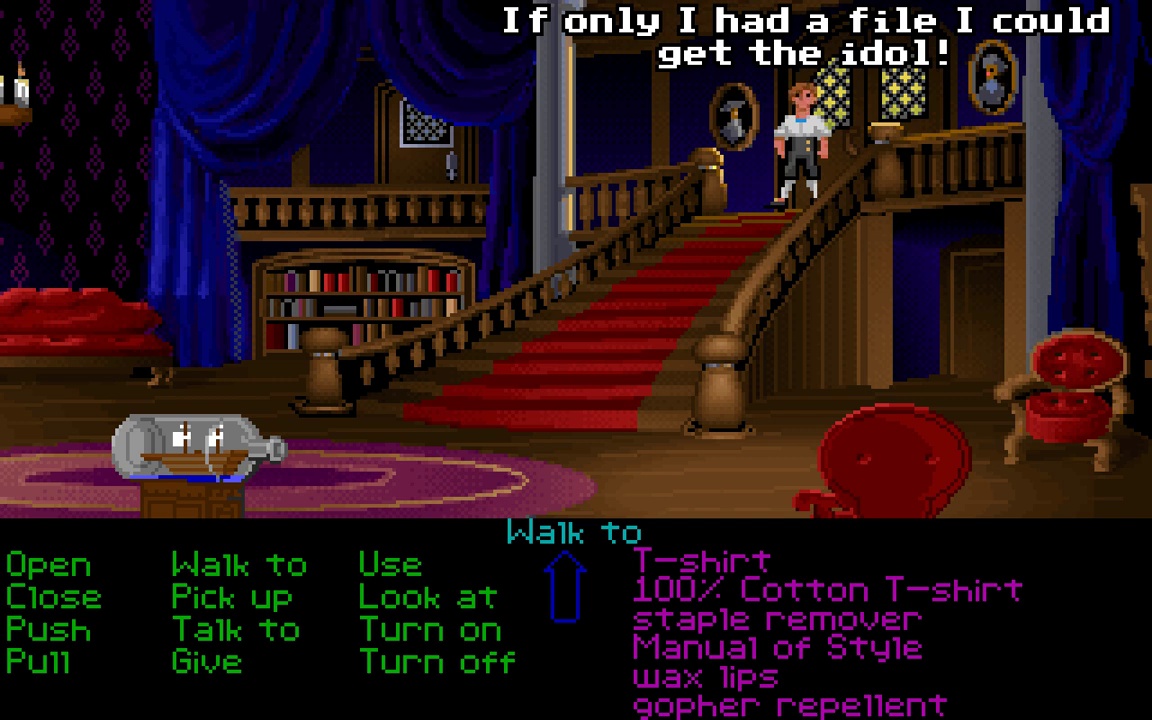 If only I had a file I could
get the idol!
Walk to
Open Walk to Use
Close Pick up Look at
Push Talk to Turn on
Pull Give Turn off
T-shirt
100% Cotton T-shirt
staple remover
Manual of Style
wax lips
gopher repellent